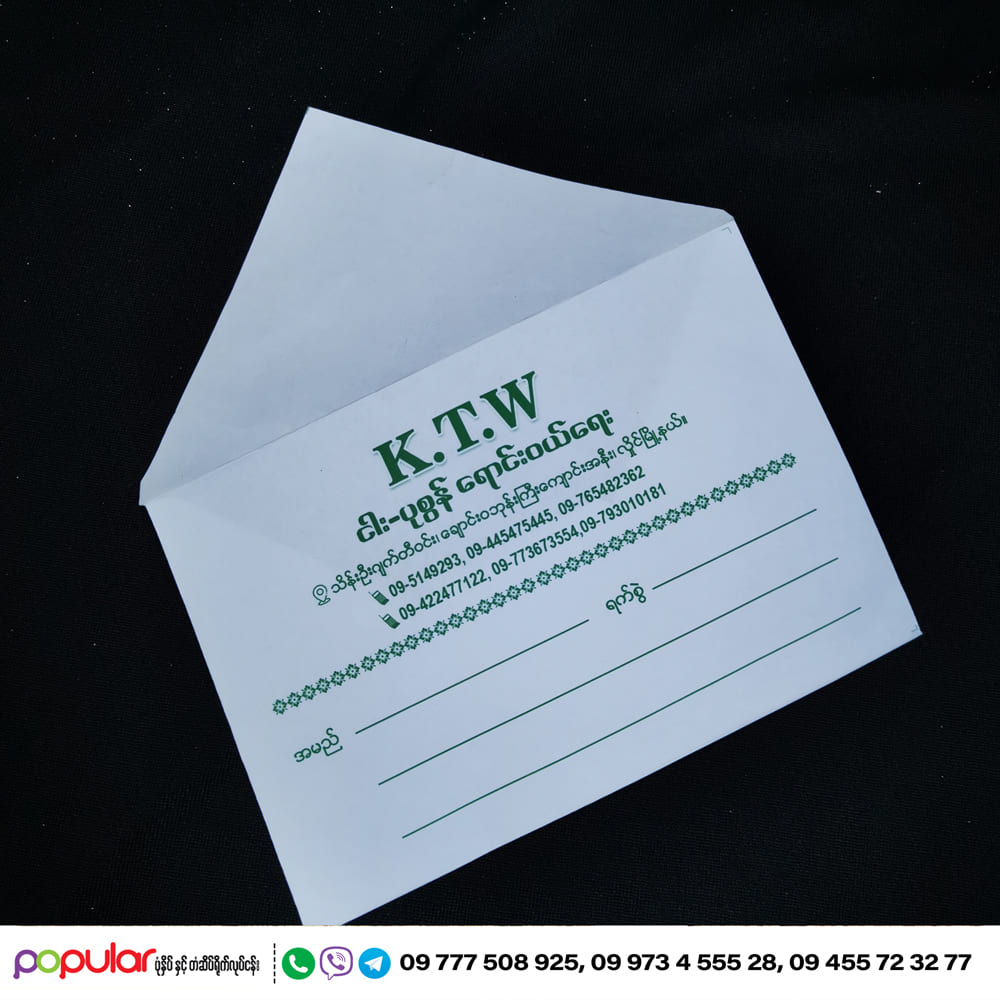 K.T.W
ငါး-ပုစွန် ရောင်းဝယ်ရေး
သိန်းဦးဂျက်တီဝင်း၊ ချောင်းဝဘုန်းကြီးကျောင်းအနီး၊ လှိုင်မြို့နယ်။
09-5149293, 09-445475445, 09-765482362
09-422477122, 09-773673554,09-793010181
အမည် ရက်စွဲ
popular ပုံနှိပ် နှင့် တံဆိပ်ရိုက်လုပ်ငန်း
09 777 508 925, 09 973 4 555 28, 09 455 72 32 77